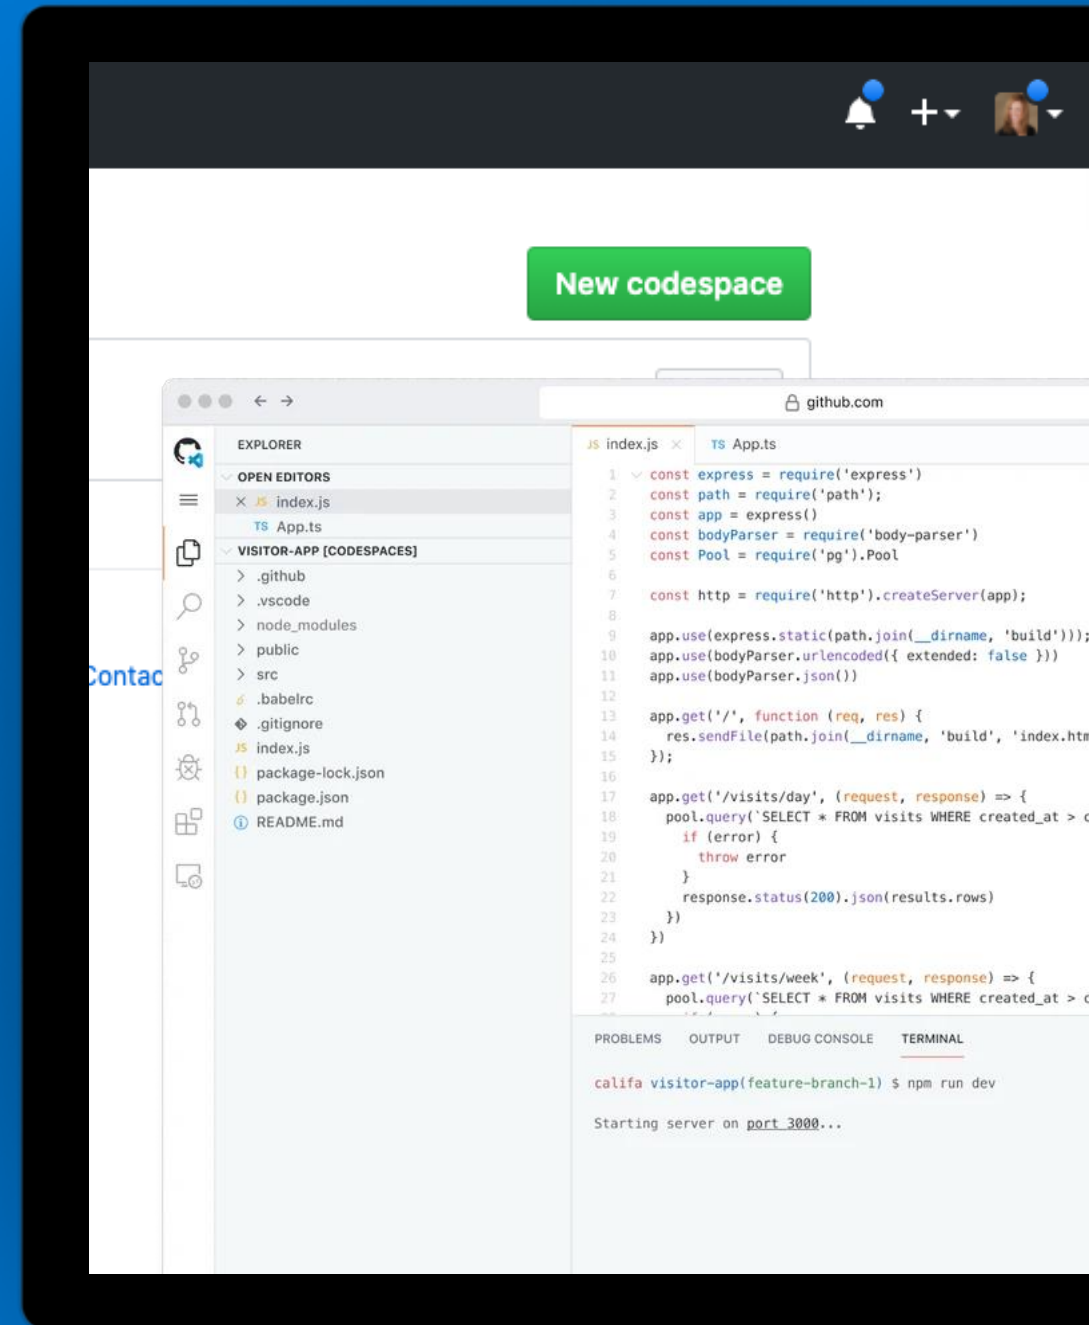 New codespace
Contac
github.com
EXPLORER
OPEN EDITORS
JS index.js
TS App.ts
VISITOR-APP [CODESPACES]
.github
.vscode
node_modules
public
src
.babelrc
.gitignore
JS index.js
{} package-lock.json
{} package.json
README.md
JS index.js
TS App.ts
1 const express = require('express')
2 const path = require('path');
3 const app = express()
4 const bodyParser = require('body-parser')
5 const Pool = require('pg').Pool
6
7 const http = require('http').createServer(app);
8
9 app.use(express.static(path.join(__dirname, 'build')));
10 app.use(bodyParser.urlencoded({ extended: false }))
11 app.use(bodyParser.json())
12
13 app.get('/', function (req, res) {
14 res.sendFile(path.join(__dirname, 'build', 'index.htm
15 });
16
17 app.get('/visits/day', (request, response) => {
18 pool.query(`SELECT * FROM visits WHERE created_at > c
19 if (error) {
20 throw error
21 }
22 response.status(200).json(results.rows)
23 })
24 })
25
26 app.get('/visits/week', (request, response) => {
27 pool.query(`SELECT * FROM visits WHERE created_at > c
PROBLEMS OUTPUT DEBUG CONSOLE TERMINAL
califa visitor-app(feature-branch-1) $ npm run dev
Starting server on port 3000...